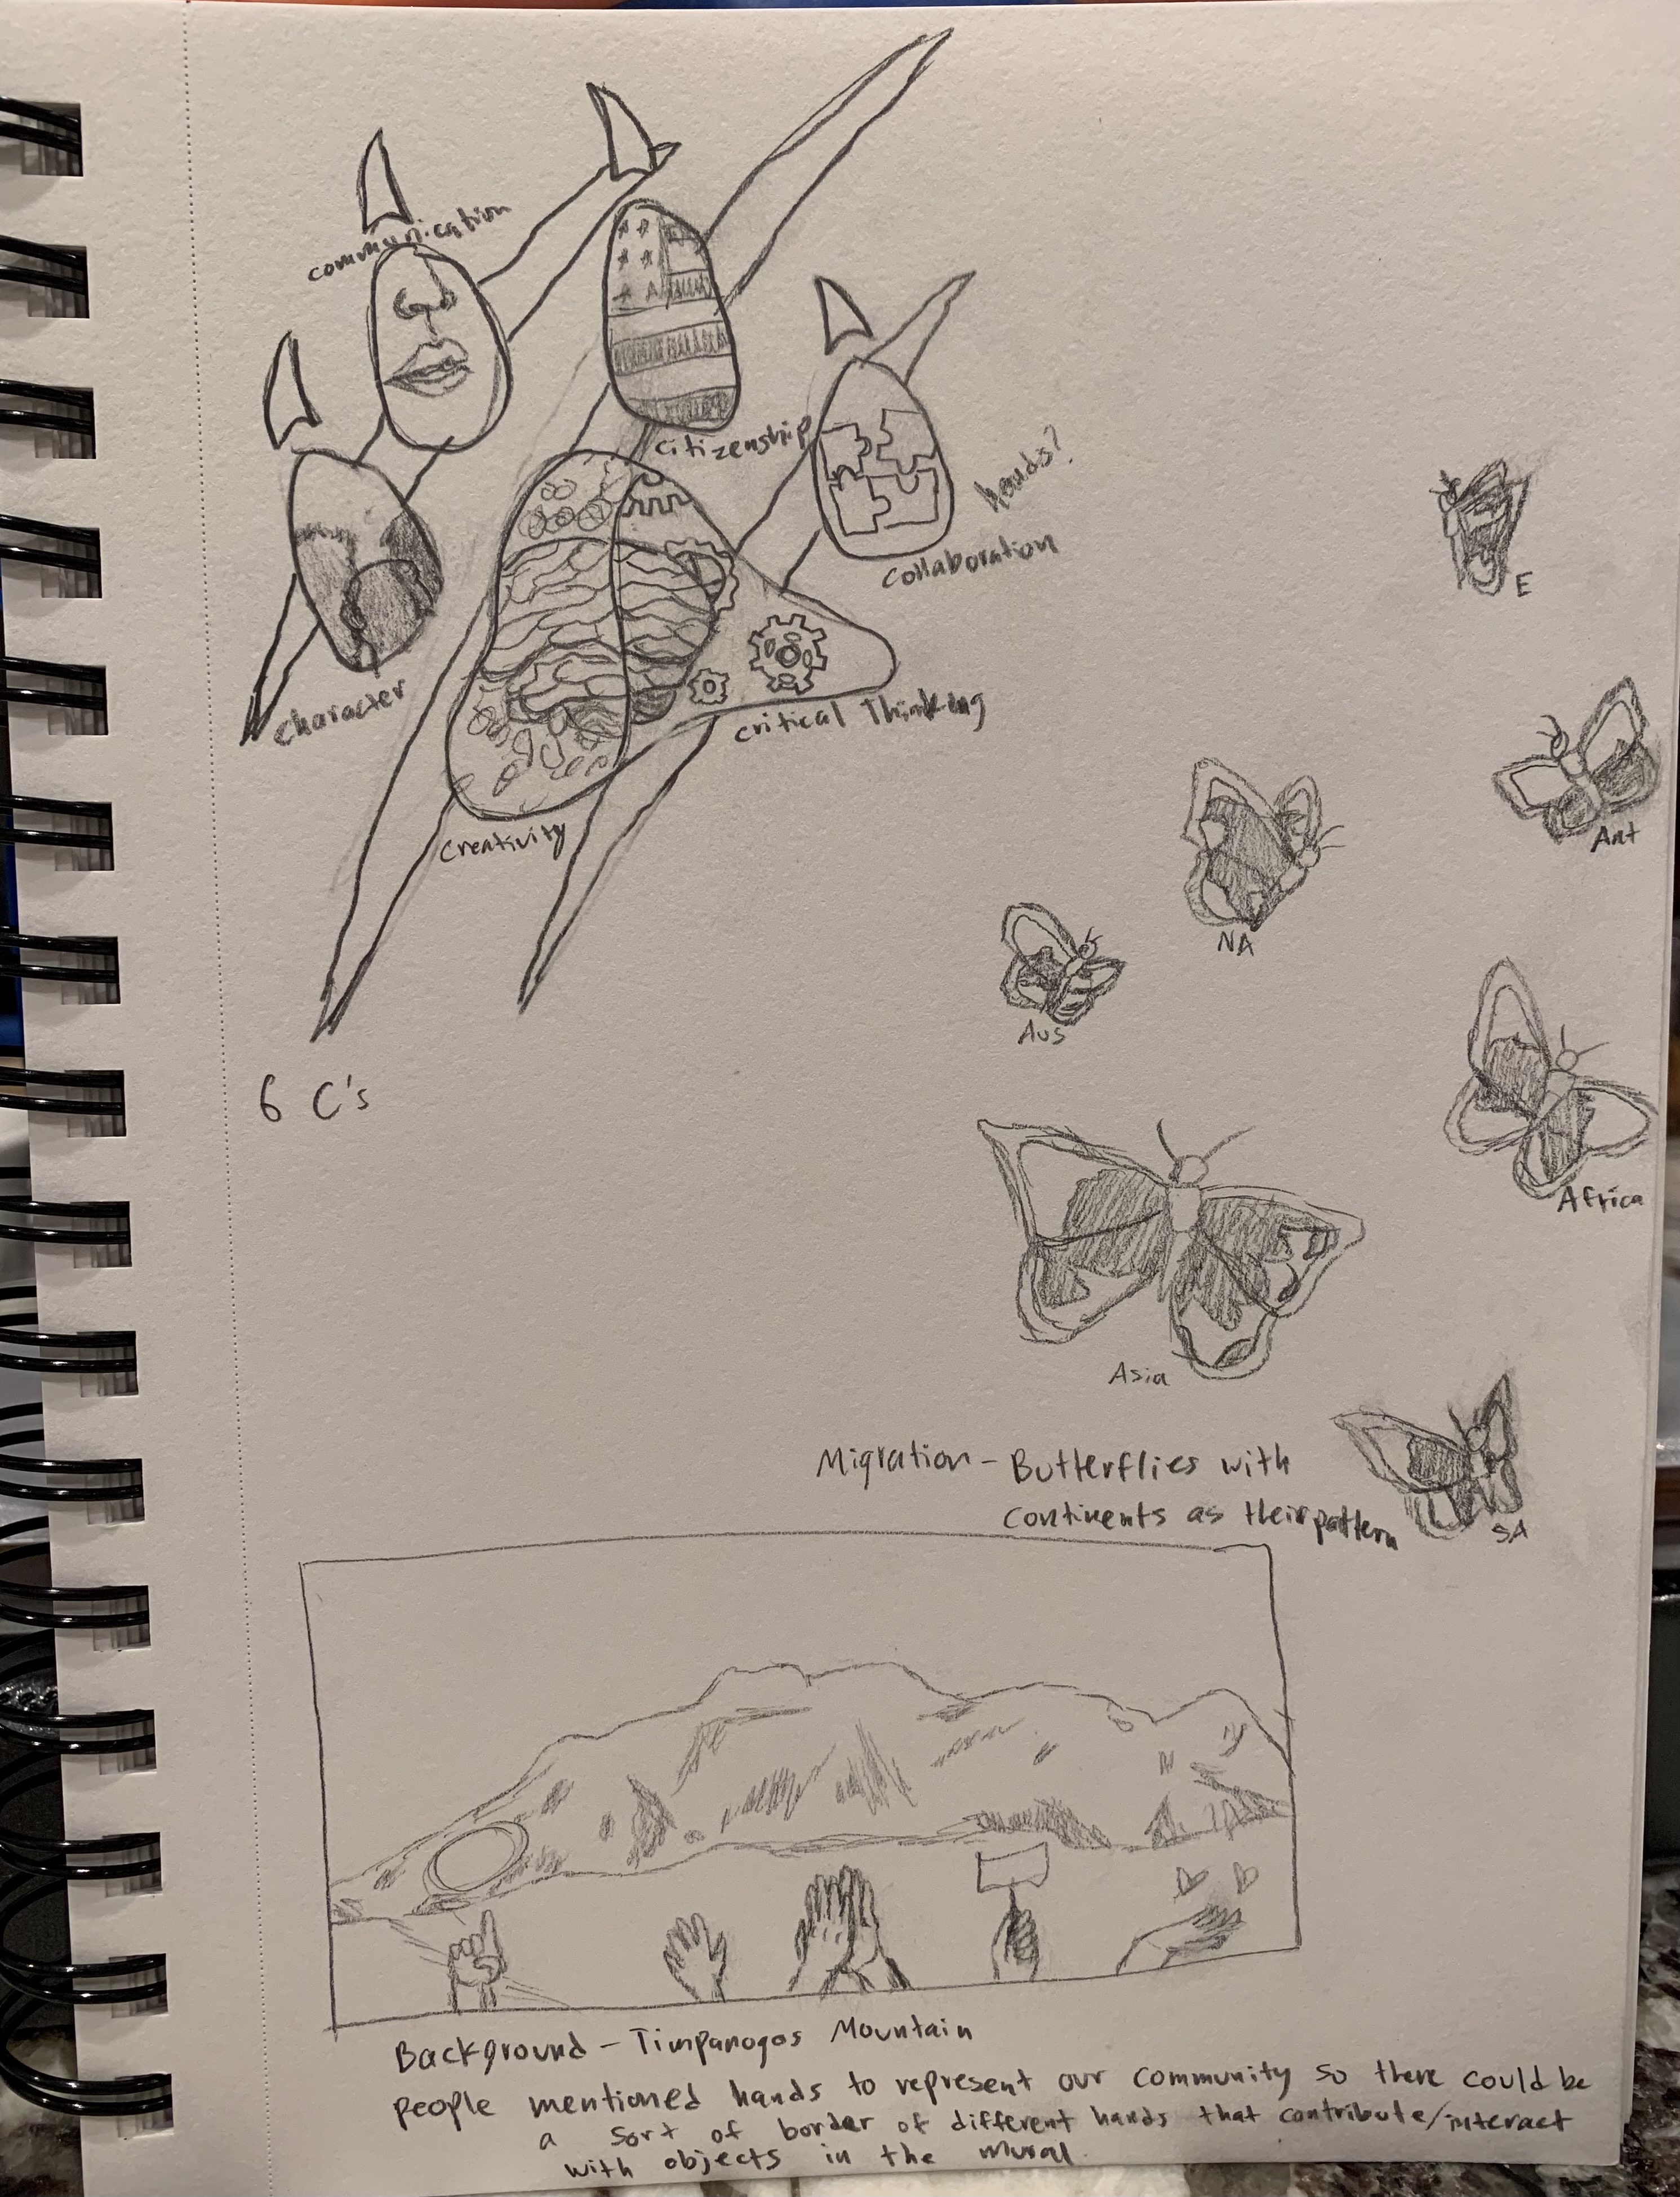 communication
citizenship
hands?
collaboration
character
critical Thinking
creativity
6 C's
E
Ant
NA
Aus
Africa
Asia
Migration - Butterflies with
continents as their pattern
SA
Background - Timpanogos Mountain
people mentioned hands to represent our community so there could be
a sort of border of different hands that contribute/interact
with objects in the mural.